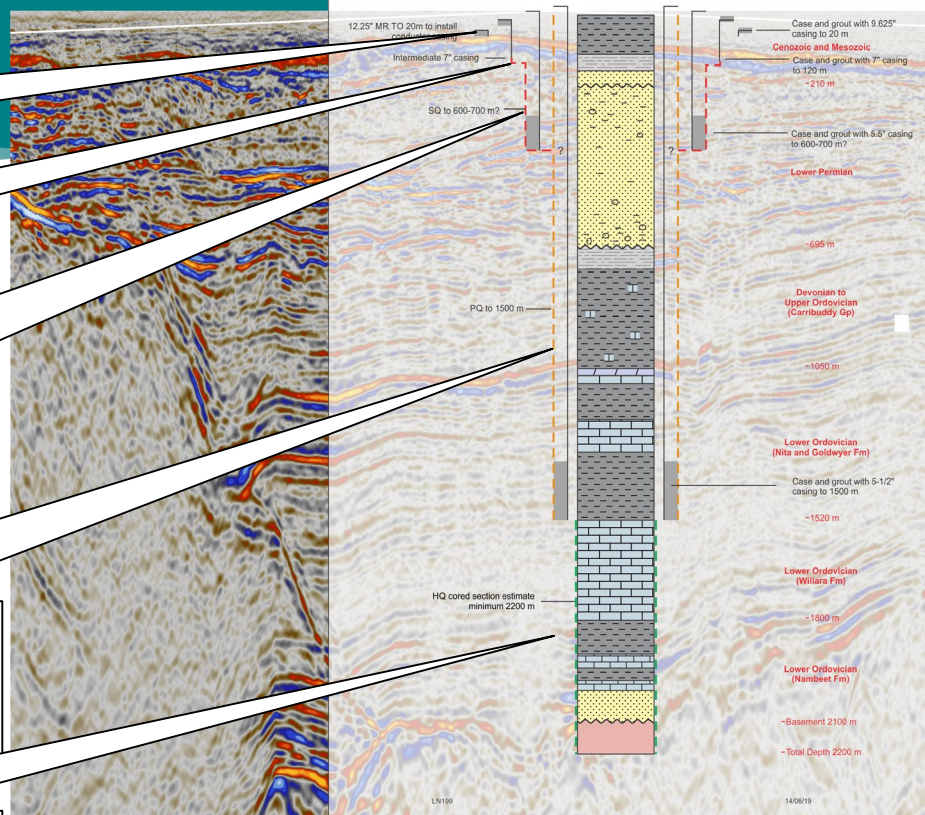 12.25" MR TO 20m to install
conductor casing
Intermediate 7" casing
SQ to 600-700 m?
PQ to 1500 m
HQ cored section estimate
minimum 2200 m
?
?
Case and grout with 9.625"
casing to 20 m
Cenozoic and Mesozoic
Case and grout with 7" casing
to 120 m
~210 m
Case and grout with 5.5" casing
to 600-700 m?
Lower Permian
~695 m
Devonian to
Upper Ordovician
(Carribuddy Gp)
~1050 m
Lower Ordovician
(Nita and Goldwyer Fm)
Case and grout with 5-1/2"
casing to 1500 m
~1520 m
Lower Ordovician
(Willara Fm)
~1800 m
Lower Ordovician
(Nambeet Fm)
~Basement 2100 m
~Total Depth 2200 m
LN199
14/06/19